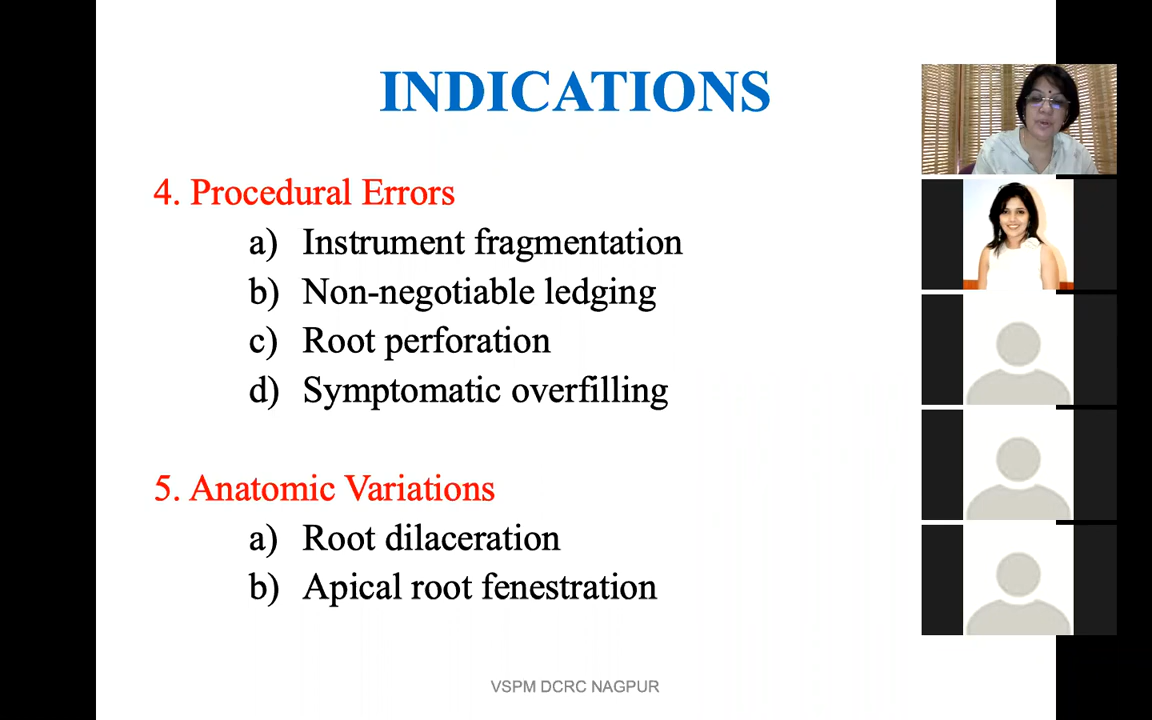 INDICATIONS
4. Procedural Errors
a) Instrument fragmentation
b) Non-negotiable ledging
c) Root perforation
d) Symptomatic overfilling
5. Anatomic Variations
a) Root dilaceration
b) Apical root fenestration
VSPM DCRC NAGPUR